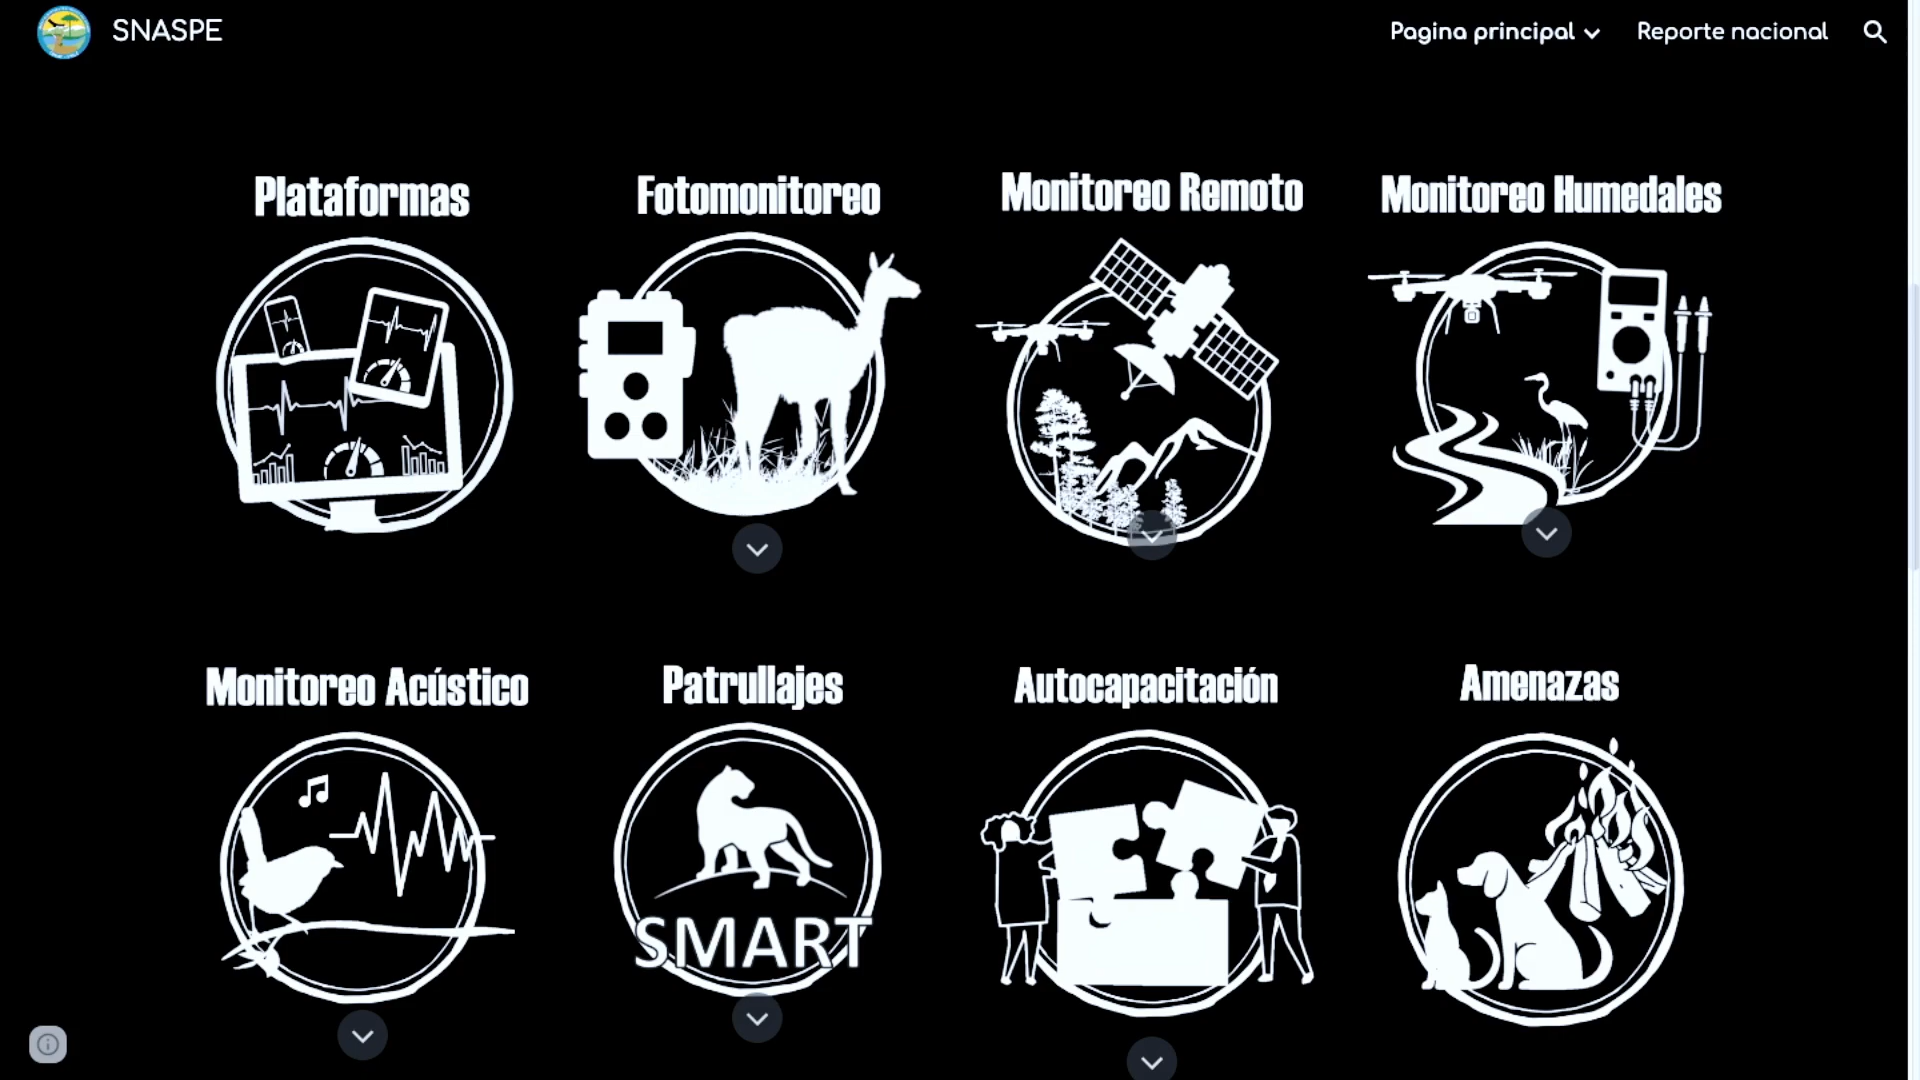 SNASPE
Pagina principal
Reporte nacional
Plataformas
Fotomonitoreo
Monitoreo Remoto
Monitoreo Humedales
Monitoreo Acústico
Patrullajes
Autocapacitación
Amenazas
SMART